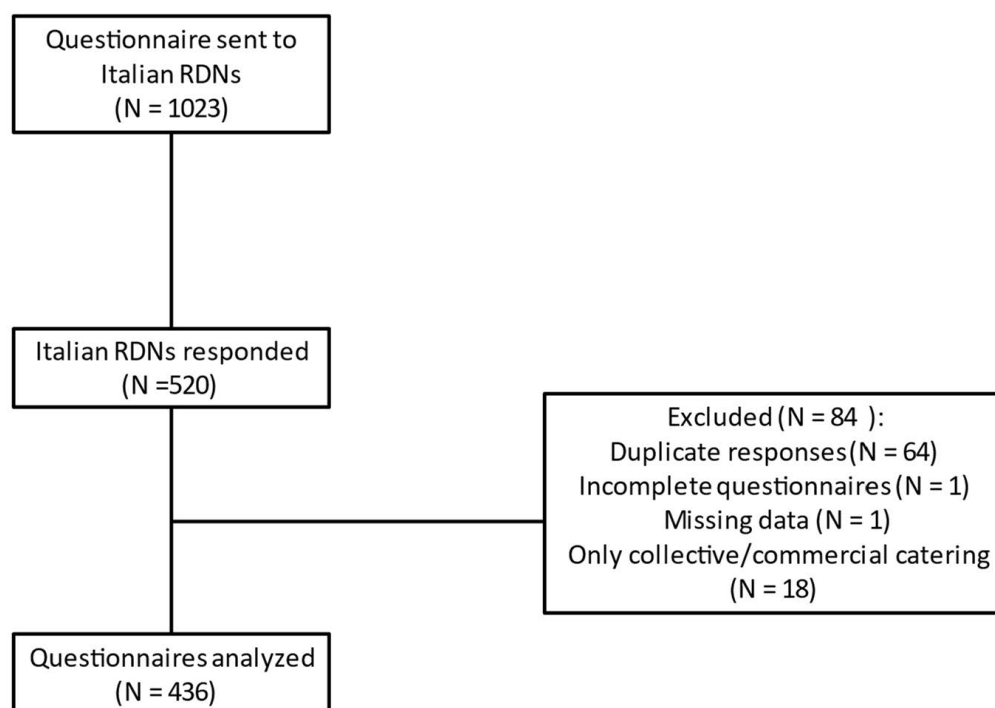 Questionnaire sent to
Italian RDNs
(N = 1023)
Italian RDNs responded
(N =520)
Excluded (N = 84  ):
Duplicate responses (N = 64)
Incomplete questionnaires (N = 1)
Missing data (N = 1)
Only collective/commercial catering
(N = 18)
Questionnaires analyzed
(N = 436)